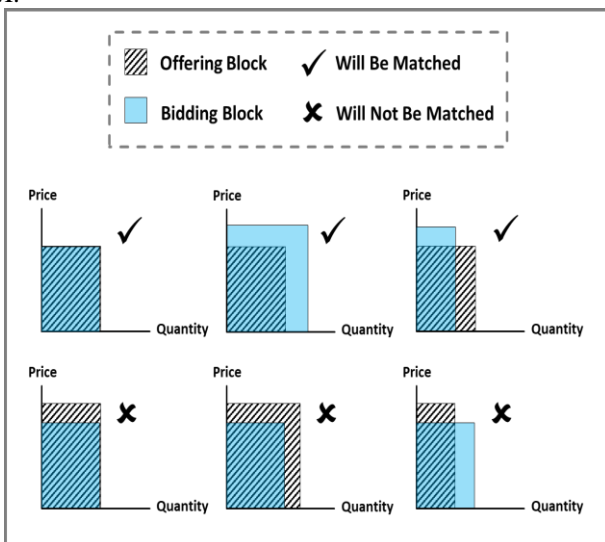 Offering Block ✓ Will Be Matched
Bidding Block ✘ Will Not Be Matched
Price Price Price
✓ ✓ ✓
Quantity Quantity Quantity
Price Price Price
✘ ✘ ✘
Quantity Quantity Quantity